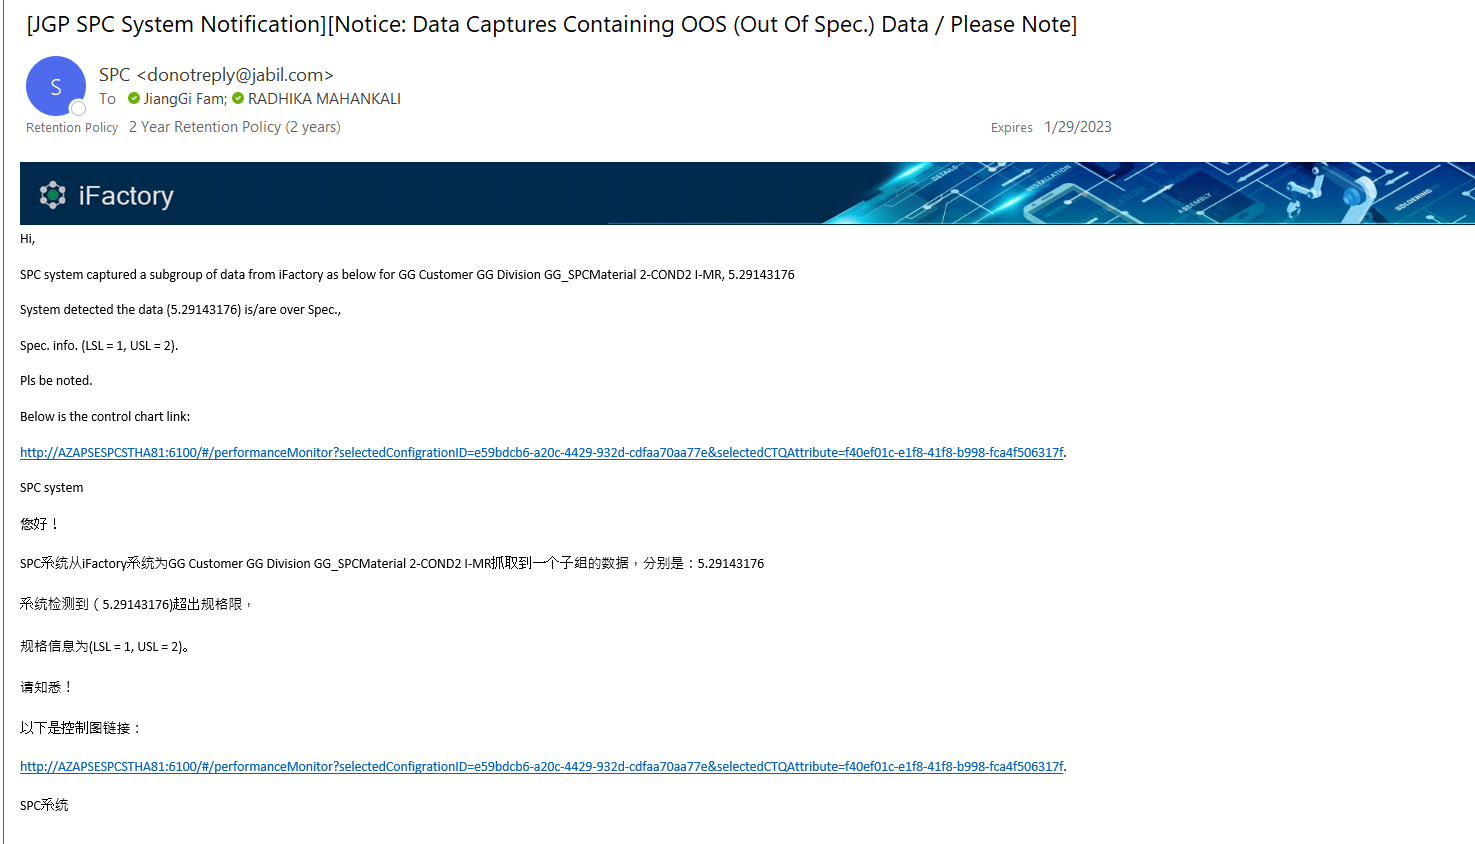 [JGP SPC System Notification][Notice: Data Captures Containing OOS (Out Of Spec.) Data / Please Note]
S
SPC <donotreply@jabil.com>
To JiangGi Fam; RADHIKA MAHANKALI
Retention Policy 2 Year Retention Policy (2 years) Expires 1/29/2023
iFactory
DETAILS
INSTALLATION
ASSEMBLY
SOLDERING
Hi,
SPC system captured a subgroup of data from iFactory as below for GG Customer GG Division GG_SPCMaterial 2-COND2 I-MR, 5.29143176
System detected the data (5.29143176) is/are over Spec.,
Spec. info. (LSL = 1, USL = 2).
Pls be noted.
Below is the control chart link:
http://AZAPSESPCSTHA81:6100/#/performanceMonitor?selectedConfigrationID=e59bdcb6-a20c-4429-932d-cdfaa70aa77e&selectedCTQAttribute=f40ef01c-e1f8-41f8-b998-fca4f506317f.
SPC system
您好！
SPC系统从iFactory系统为GG Customer GG Division GG_SPCMaterial 2-COND2 I-MR抓取到一个子组的数据，分别是：5.29143176
系统检测到（5.29143176)超出规格限，
规格信息为(LSL = 1, USL = 2)。
请知悉！
以下是控制图链接：
http://AZAPSESPCSTHA81:6100/#/performanceMonitor?selectedConfigrationID=e59bdcb6-a20c-4429-932d-cdfaa70aa77e&selectedCTQAttribute=f40ef01c-e1f8-41f8-b998-fca4f506317f.
SPC系统